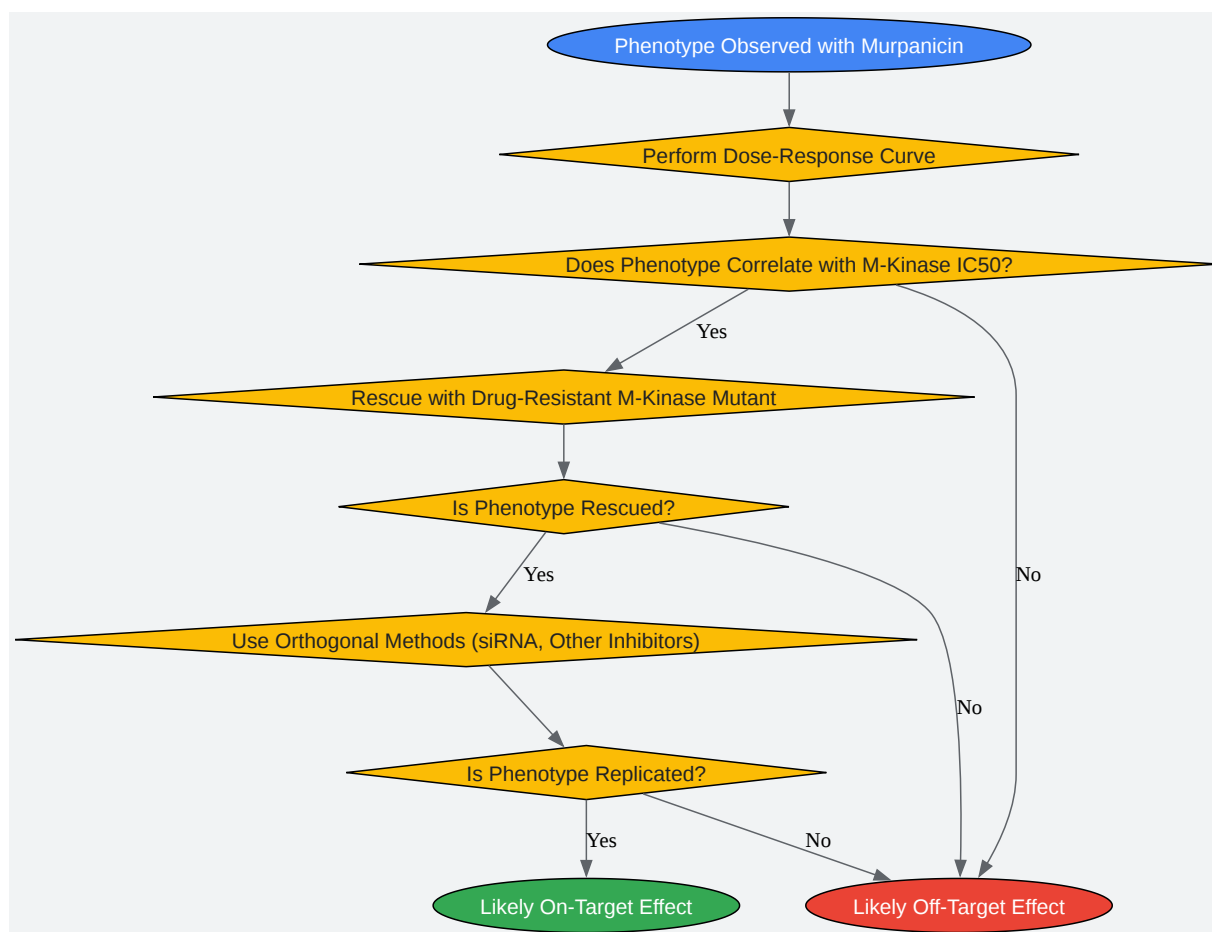 Phenotype Observed with Murpanicin
Perform Dose-Response Curve
Does Phenotype Correlate with M-Kinase IC50?
Yes
Rescue with Drug-Resistant M-Kinase Mutant
Is Phenotype Rescued?
Yes
No
Use Orthogonal Methods (siRNA, Other Inhibitors)
No
Is Phenotype Replicated?
Yes
No
Likely On-Target Effect
Likely Off-Target Effect